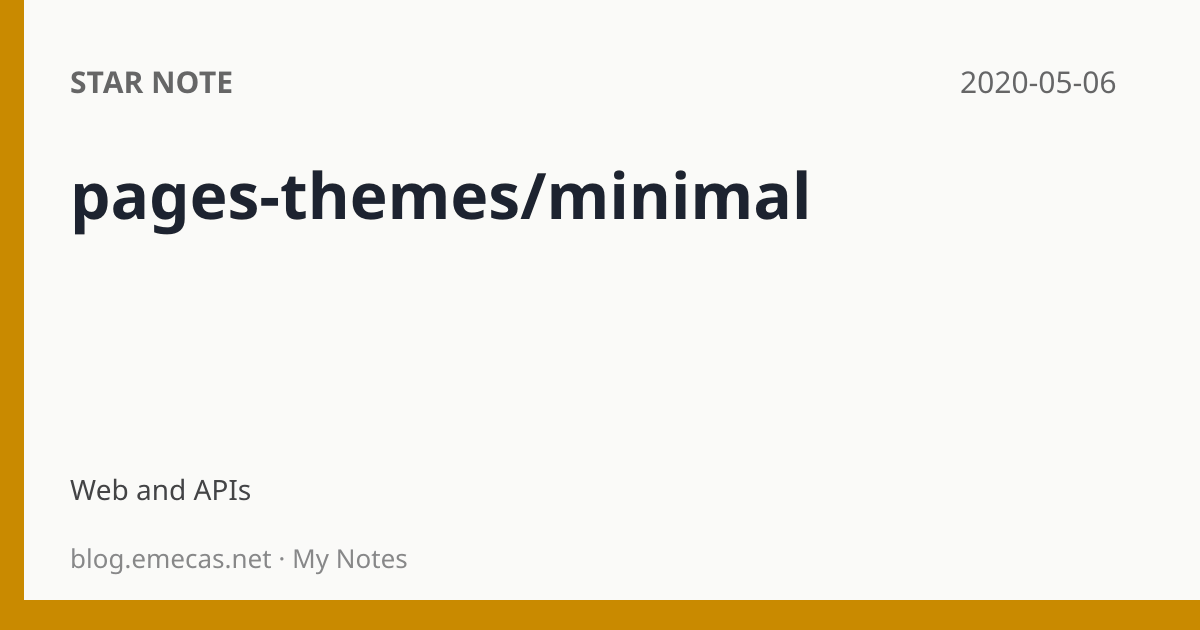 STAR NOTE
2020-05-06
pages-themes/minimal
Web and APIs
blog.emecas.net · My Notes